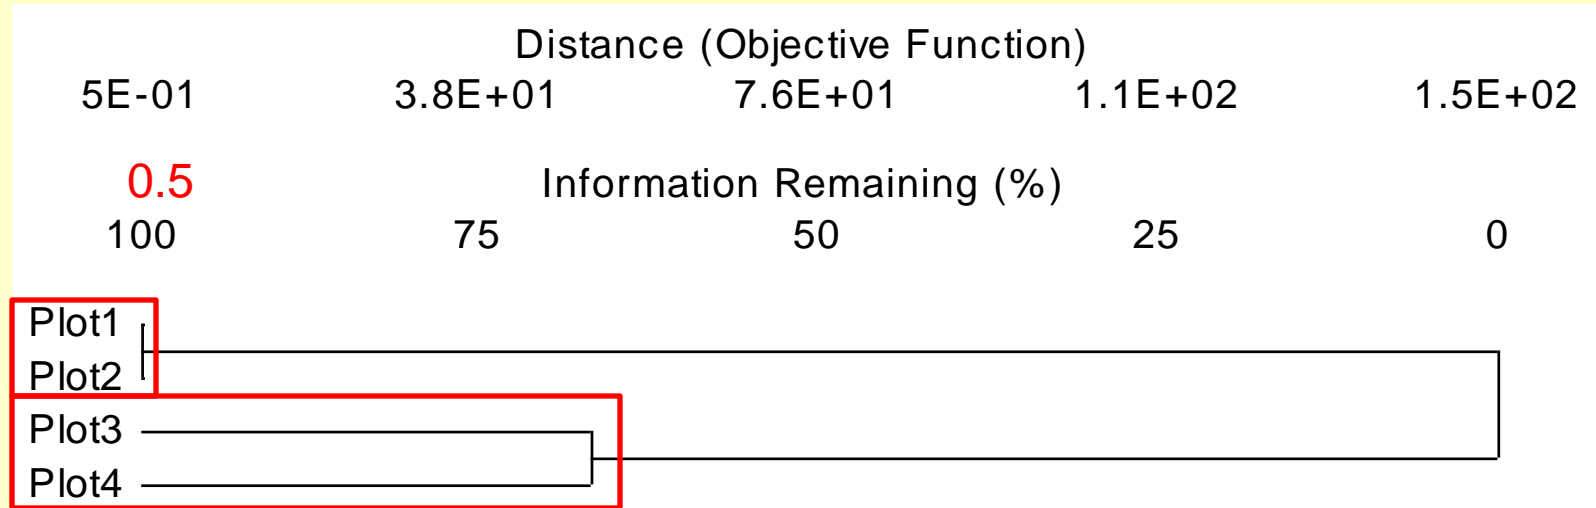 Distance (Objective Function)
5E-01 3.8E+01 7.6E+01 1.1E+02 1.5E+02
0.5 Information Remaining (%)
100 75 50 25 0
Plot1
Plot2
Plot3
Plot4